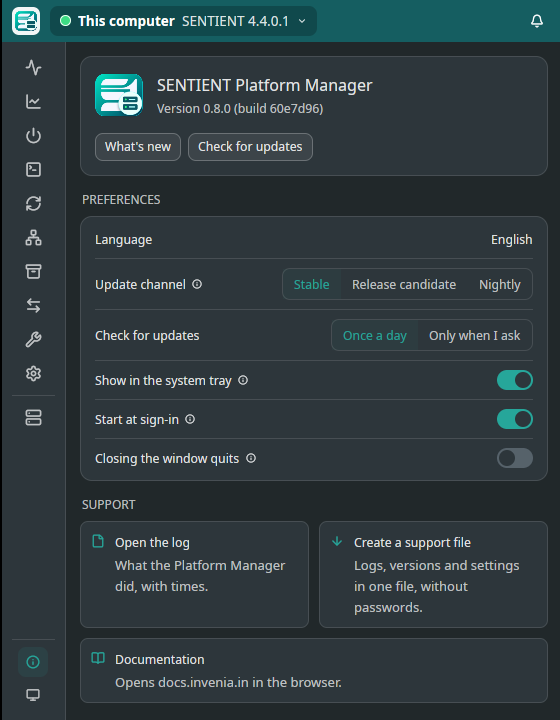 This computer SENTIENT 4.4.0.1
SENTIENT Platform Manager
Version 0.8.0 (build 60e7d96)
What's new Check for updates
PREFERENCES
Language English
Update channel Stable Release candidate Nightly
Check for updates Once a day Only when I ask
Show in the system tray
Start at sign-in
Closing the window quits
SUPPORT
Open the log
What the Platform Manager
did, with times.
Create a support file
Logs, versions and settings
in one file, without
passwords.
Documentation
Opens docs.invenia.in in the browser.